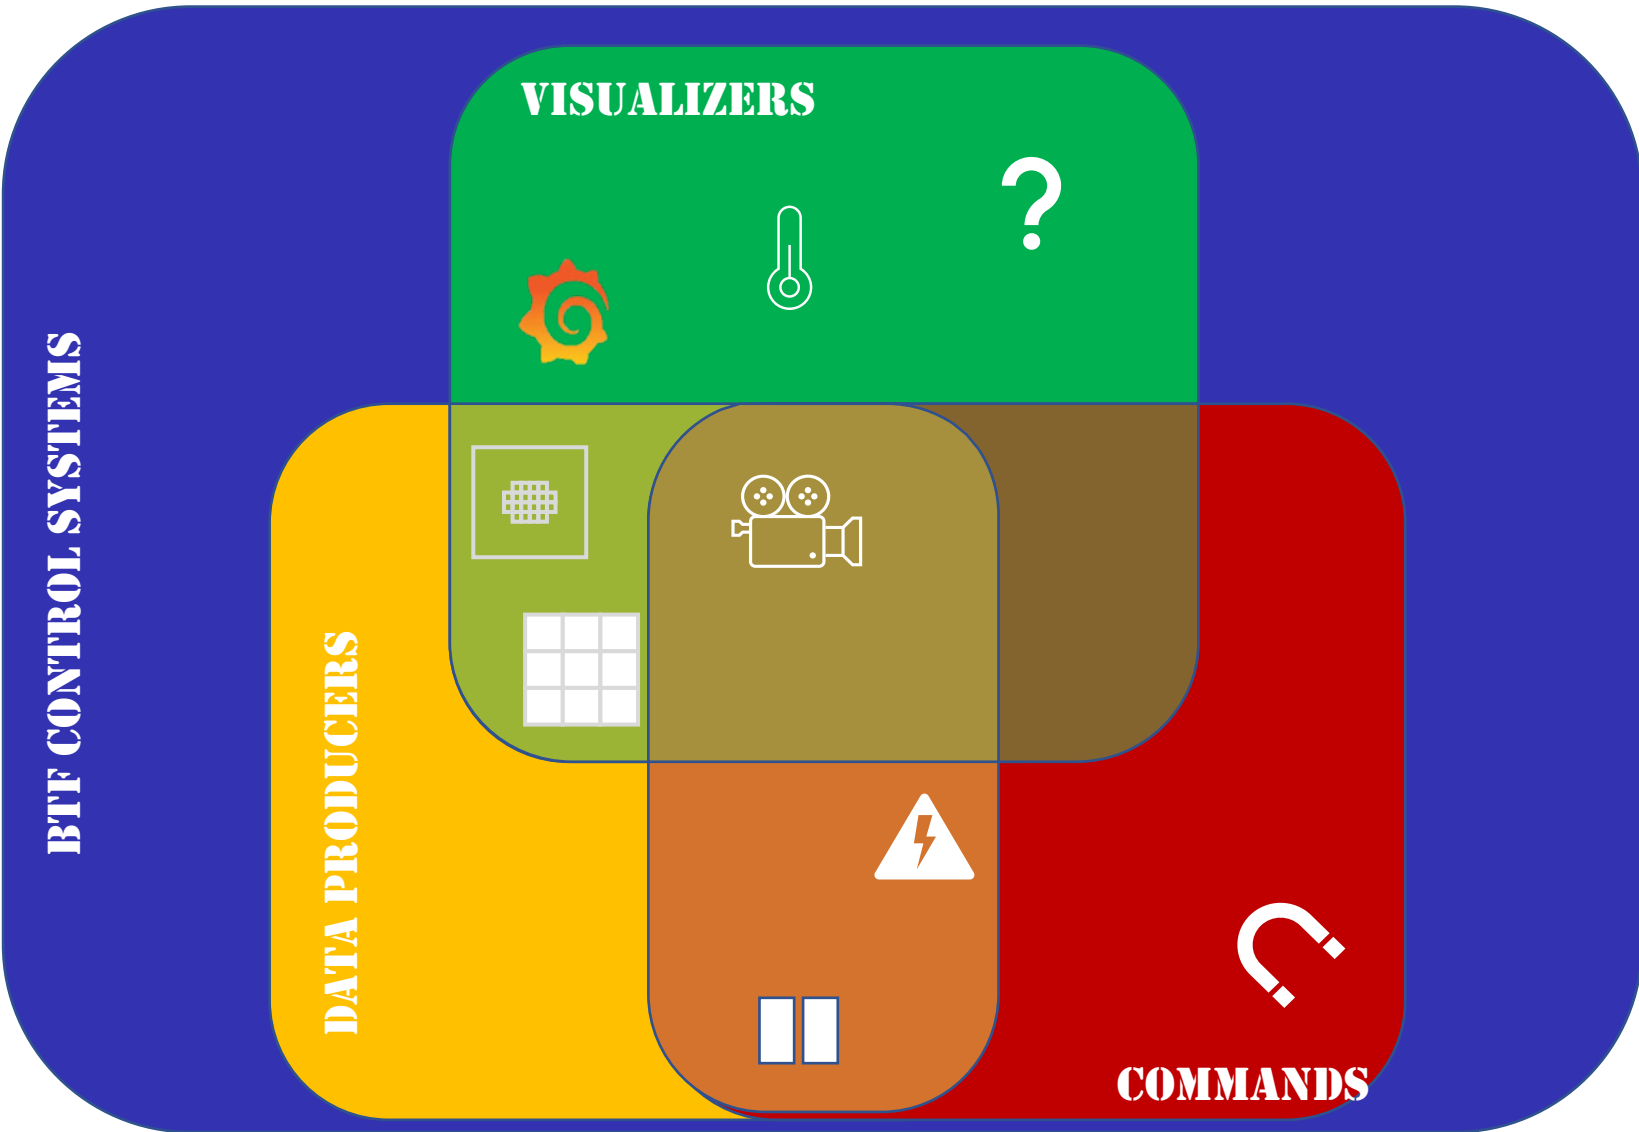 VISUALIZERS
?
BTF CONTROL SYSTEMS
DATA PRODUCERS
COMMANDS